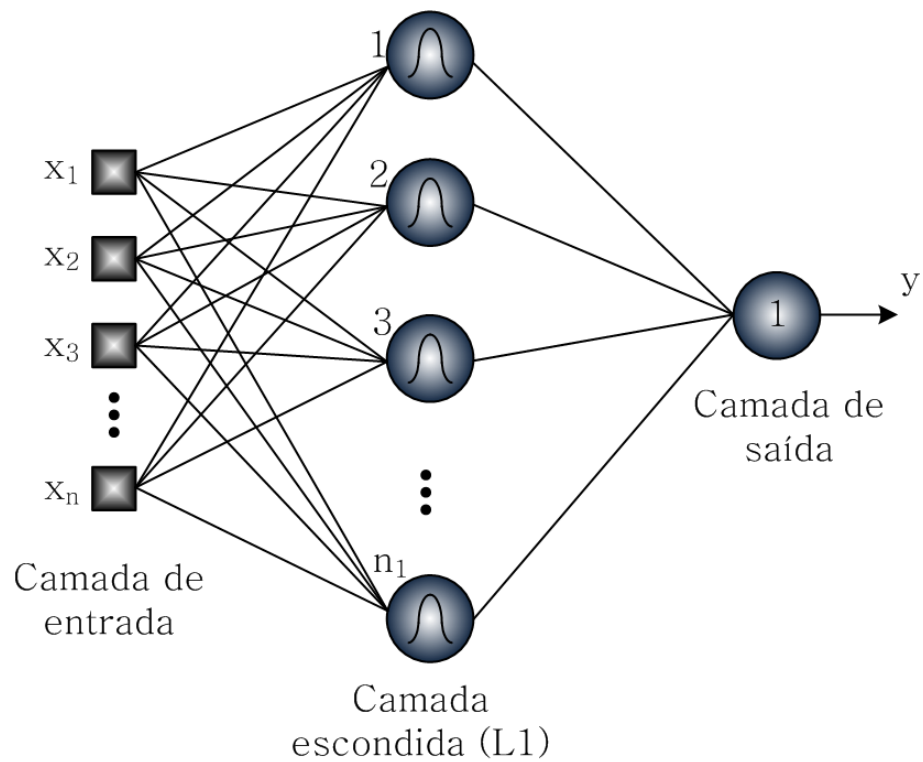 1
x₁
2
x₂
y
3
1
x₃
Camada de
saída
xₙ
n₁
Camada de
entrada
Camada
escondida (L1)